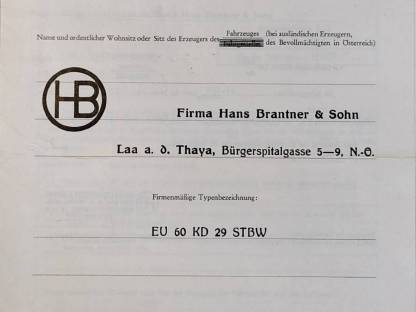 Fahrzeuges (bei ausländischen Erzeugern,
Name und ordentlicher Wohnsitz oder Sitz des Erzeugers des des Bevollmächtigten in Österreich)
HB
Firma Hans Brantner & Sohn
Laa a. d. Thaya, Bürgerspitalgasse 5—9, N.-Ö.
Firmenmäßige Typenbezeichnung:
EU 60 KD 29 STBW